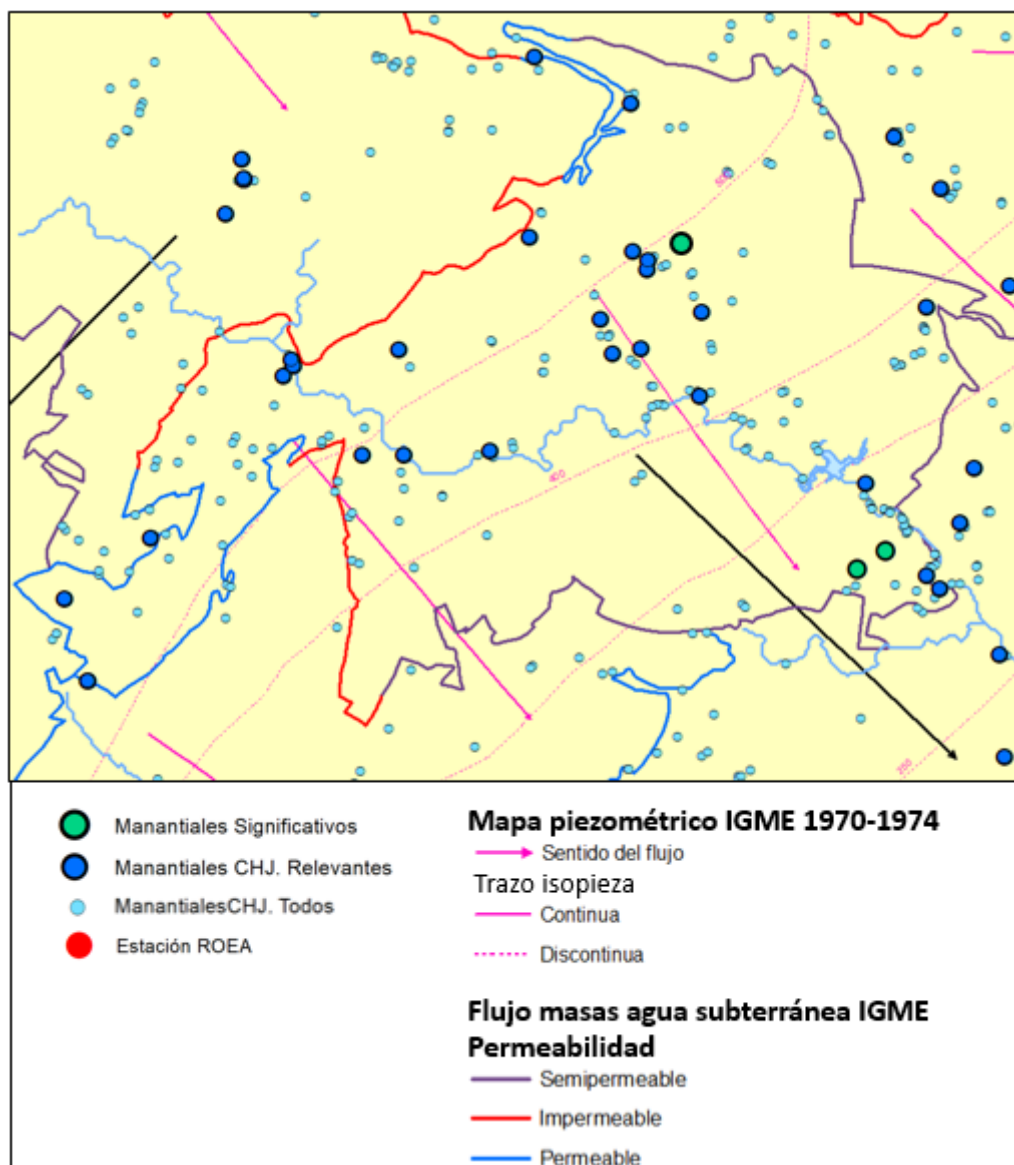 Manantiales Significativos
Manantiales CHJ. Relevantes
ManantialesCHJ. Todos
Estación ROEA
Mapa piezométrico IGME 1970-1974
Sentido del flujo
Trazo isopieza
Continua
Discontinua
Flujo masas agua subterránea IGME
Permeabilidad
Semipermeable
Impermeable
Permeable